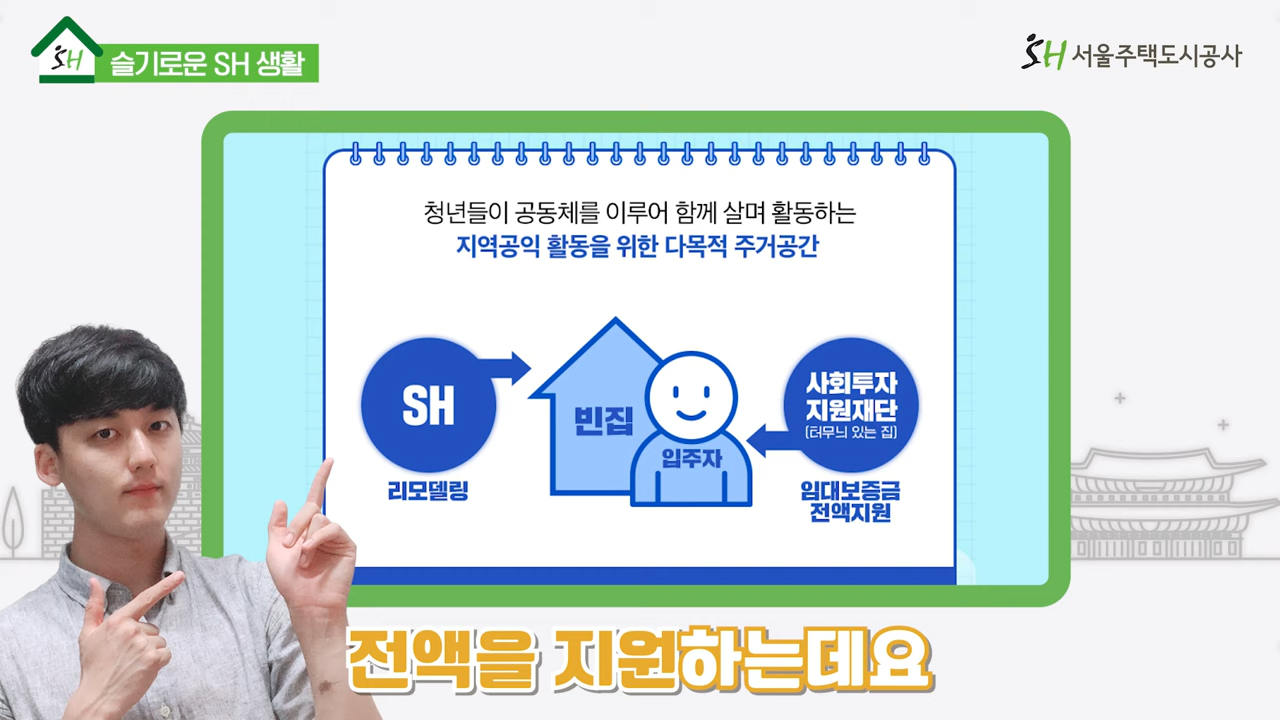 SH 슬기로운 SH 생활
SH 서울주택도시공사
청년들이 공동체를 이루어 함께 살며 활동하는
지역공익 활동을 위한 다목적 주거공간
SH
리모델링
빈집
입주자
사회투자
지원재단
(터무늬 있는 집)
임대보증금
전액지원
전액을 지원하는데요